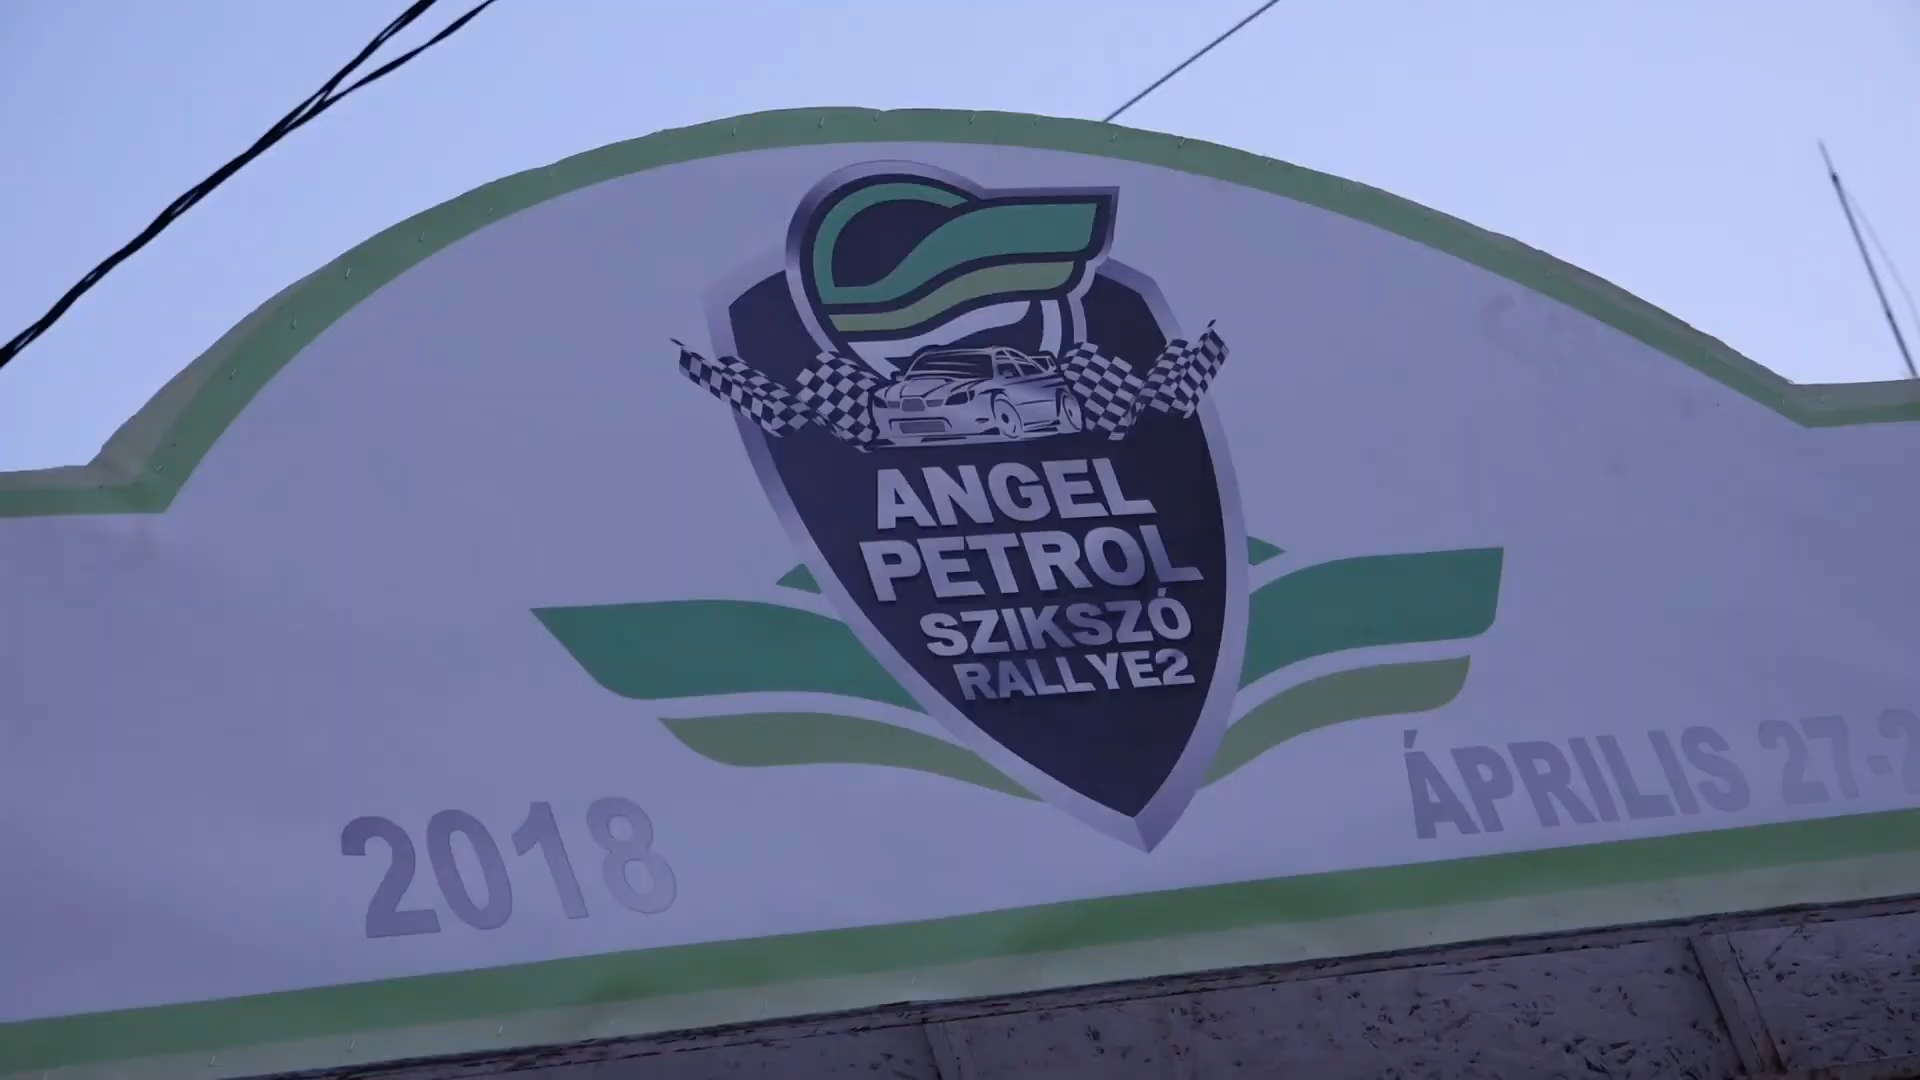 ANGEL
PETROL
SZIKSZÓ
RALLYE2
2018
ÁPRILIS 27-2